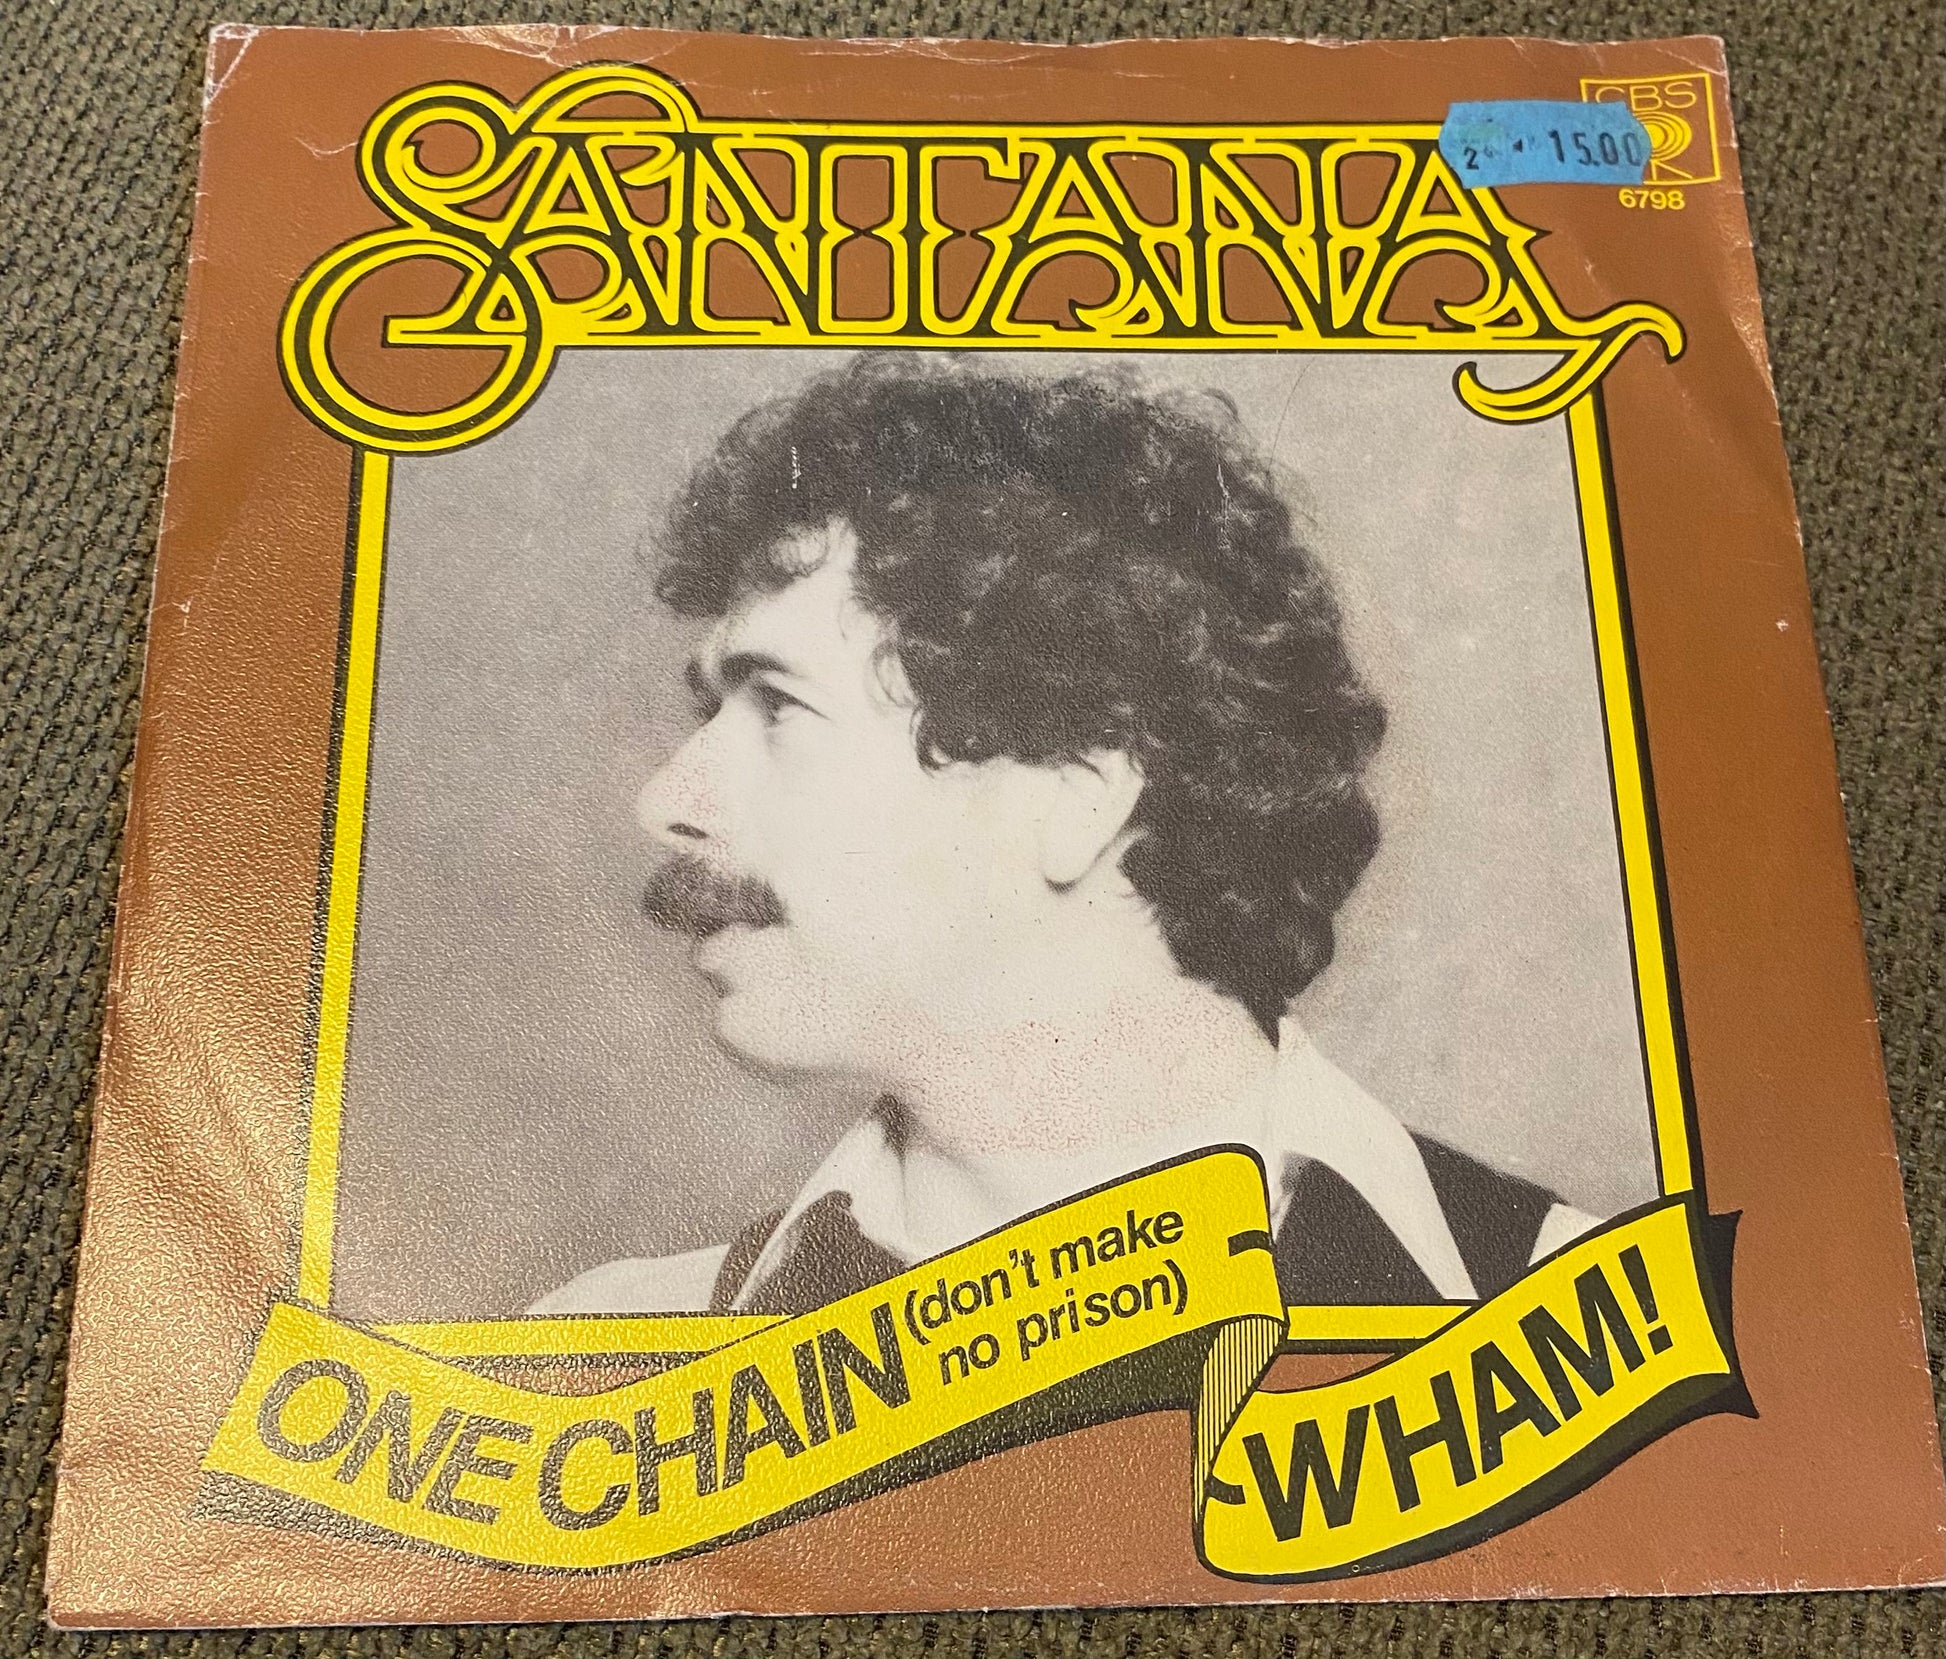 SANTANA
CBS
15.00
6798
ONE CHAIN (don't make
no prison)
WHAM!